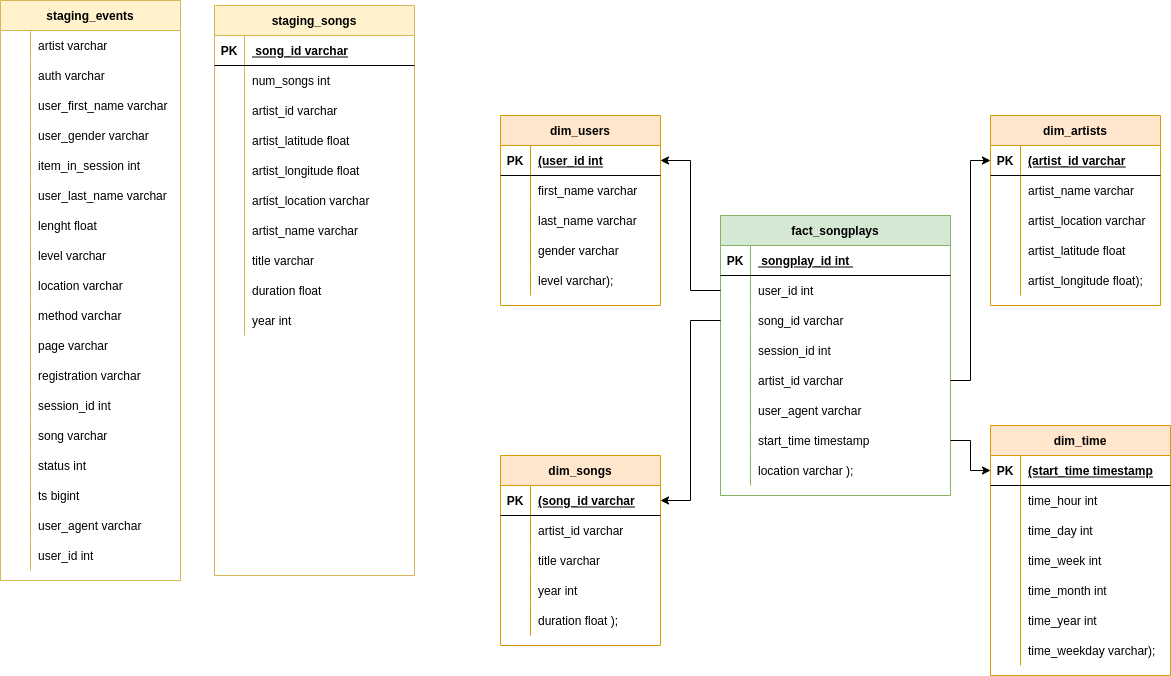 staging_events
artist varchar
auth varchar
user_first_name varchar
user_gender varchar
item_in_session int
user_last_name varchar
lenght float
level varchar
location varchar
method varchar
page varchar
registration varchar
session_id int
song varchar
status int
ts bigint
user_agent varchar
user_id int
staging_songs
PK song_id varchar
num_songs int
artist_id varchar
artist_latitude float
artist_longitude float
artist_location varchar
artist_name varchar
title varchar
duration float
year int
dim_users
PK (user_id int
first_name varchar
last_name varchar
gender varchar
level varchar);
dim_songs
PK (song_id varchar
artist_id varchar
title varchar
year int
duration float );
fact_songplays
PK songplay_id int
user_id int
song_id varchar
session_id int
artist_id varchar
user_agent varchar
start_time timestamp
location varchar );
dim_artists
PK (artist_id varchar
artist_name varchar
artist_location varchar
artist_latitude float
artist_longitude float);
dim_time
PK (start_time timestamp
time_hour int
time_day int
time_week int
time_month int
time_year int
time_weekday varchar);